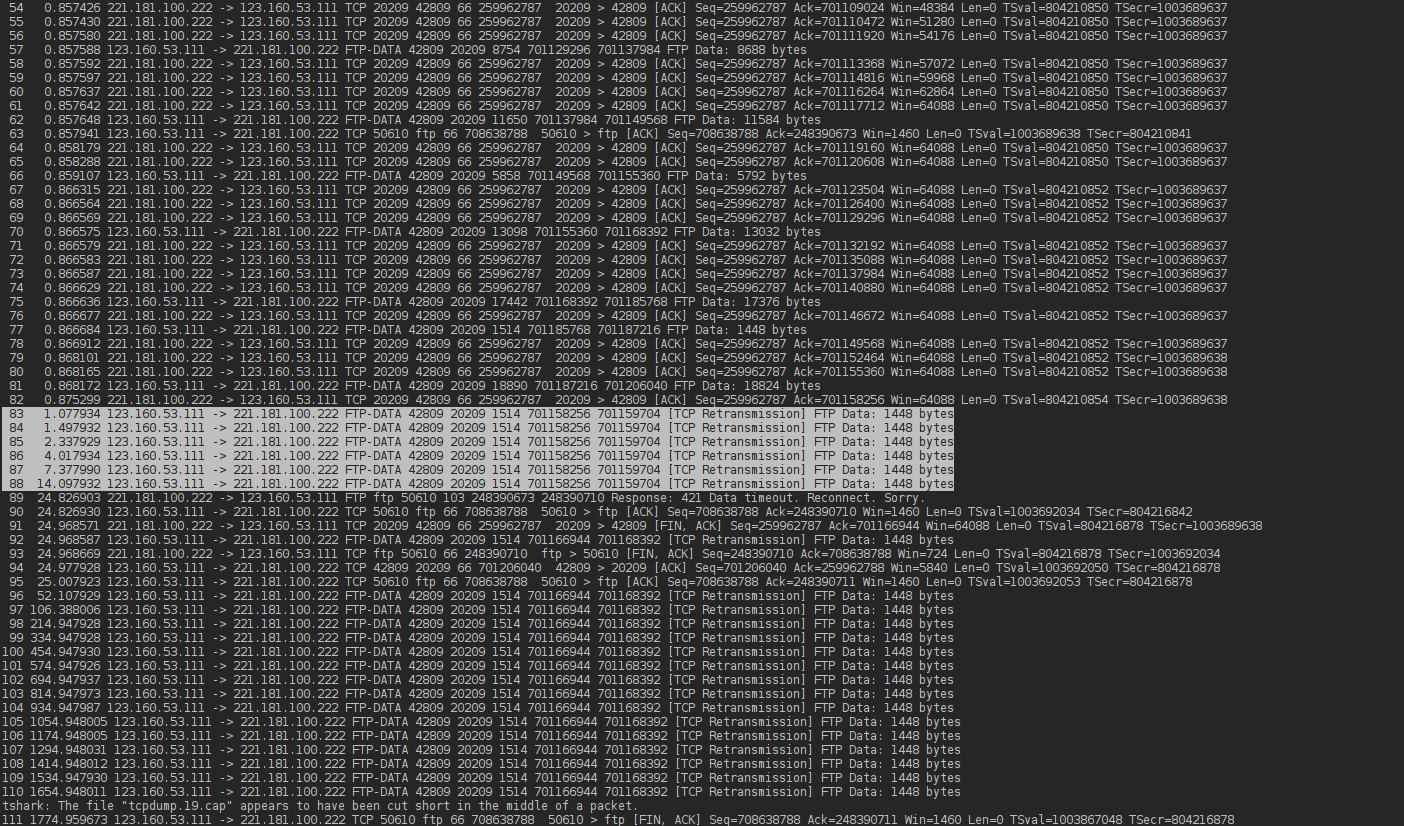 54 0.857426 221.181.100.222 -> 123.160.53.111 TCP 20209 42809 66 259962787 20209 > 42809 [ACK] Seq=259962787 Ack=701109024 Win=48384 Len=0 TSval=804210850 TSecr=1003689637
55 0.857575 221.181.100.222 -> 123.160.53.111 TCP 20209 42809 66 259962787 20209 > 42809 [ACK] Seq=259962787 Ack=701110472 Win=51280 Len=0 TSval=804210850 TSecr=1003689637
56 0.857580 221.181.100.222 -> 123.160.53.111 TCP 20209 42809 66 259962787 20209 > 42809 [ACK] Seq=259962787 Ack=701111920 Win=54176 Len=0 TSval=804210850 TSecr=1003689637
57 0.857588 123.160.53.111 -> 221.181.100.222 FTP-DATA 42809 20209 8754 701129296 701137984 FTP Data: 8688 bytes
58 0.857592 221.181.100.222 -> 123.160.53.111 TCP 20209 42809 66 259962787 20209 > 42809 [ACK] Seq=259962787 Ack=701113368 Win=57072 Len=0 TSval=804210850 TSecr=1003689637
59 0.857597 221.181.100.222 -> 123.160.53.111 TCP 20209 42809 66 259962787 20209 > 42809 [ACK] Seq=259962787 Ack=701114816 Win=59968 Len=0 TSval=804210850 TSecr=1003689637
60 0.857637 221.181.100.222 -> 123.160.53.111 TCP 20209 42809 66 259962787 20209 > 42809 [ACK] Seq=259962787 Ack=701116264 Win=62864 Len=0 TSval=804210850 TSecr=1003689637
61 0.857642 221.181.100.222 -> 123.160.53.111 TCP 20209 42809 66 259962787 20209 > 42809 [ACK] Seq=259962787 Ack=701117712 Win=64088 Len=0 TSval=804210850 TSecr=1003689637
62 0.857648 123.160.53.111 -> 221.181.100.222 FTP-DATA 42809 20209 11650 701137984 701149568 FTP Data: 11584 bytes
63 0.857941 123.160.53.111 -> 221.181.100.222 TCP 50610 ftp 66 708638788 50610 > ftp [ACK] Seq=708638788 Ack=248390673 Win=1460 Len=0 TSval=1003689638 TSecr=804210841
64 0.858179 221.181.100.222 -> 123.160.53.111 TCP 20209 42809 66 259962787 20209 > 42809 [ACK] Seq=259962787 Ack=701119160 Win=64088 Len=0 TSval=804210850 TSecr=1003689637
65 0.858288 221.181.100.222 -> 123.160.53.111 TCP 20209 42809 66 259962787 20209 > 42809 [ACK] Seq=259962787 Ack=701120608 Win=64088 Len=0 TSval=804210850 TSecr=1003689637
66 0.859107 123.160.53.111 -> 221.181.100.222 FTP-DATA 42809 20209 5858 701149568 701155360 FTP Data: 5792 bytes
67 0.866315 221.181.100.222 -> 123.160.53.111 TCP 20209 42809 66 259962787 20209 > 42809 [ACK] Seq=259962787 Ack=701123504 Win=64088 Len=0 TSval=804210852 TSecr=1003689637
68 0.866564 221.181.100.222 -> 123.160.53.111 TCP 20209 42809 66 259962787 20209 > 42809 [ACK] Seq=259962787 Ack=701126400 Win=64088 Len=0 TSval=804210852 TSecr=1003689637
69 0.866569 221.181.100.222 -> 123.160.53.111 TCP 20209 42809 66 259962787 20209 > 42809 [ACK] Seq=259962787 Ack=701129296 Win=64088 Len=0 TSval=804210852 TSecr=1003689637
70 0.866575 123.160.53.111 -> 221.181.100.222 FTP-DATA 42809 20209 13098 701155360 701168392 FTP Data: 13032 bytes
71 0.866579 221.181.100.222 -> 123.160.53.111 TCP 20209 42809 66 259962787 20209 > 42809 [ACK] Seq=259962787 Ack=701132192 Win=64088 Len=0 TSval=804210852 TSecr=1003689637
72 0.866583 221.181.100.222 -> 123.160.53.111 TCP 20209 42809 66 259962787 20209 > 42809 [ACK] Seq=259962787 Ack=701135088 Win=64088 Len=0 TSval=804210852 TSecr=1003689637
73 0.866587 221.181.100.222 -> 123.160.53.111 TCP 20209 42809 66 259962787 20209 > 42809 [ACK] Seq=259962787 Ack=701137984 Win=64088 Len=0 TSval=804210852 TSecr=1003689637
74 0.866629 221.181.100.222 -> 123.160.53.111 TCP 20209 42809 66 259962787 20209 > 42809 [ACK] Seq=259962787 Ack=701140880 Win=64088 Len=0 TSval=804210852 TSecr=1003689637
75 0.866636 123.160.53.111 -> 221.181.100.222 FTP-DATA 42809 20209 17442 701168392 701185768 FTP Data: 17376 bytes
76 0.866677 221.181.100.222 -> 123.160.53.111 TCP 20209 42809 66 259962787 20209 > 42809 [ACK] Seq=259962787 Ack=701146672 Win=64088 Len=0 TSval=804210852 TSecr=1003689637
77 0.866684 123.160.53.111 -> 221.181.100.222 FTP-DATA 42809 20209 1514 701185768 701187216 FTP Data: 1448 bytes
78 0.866912 221.181.100.222 -> 123.160.53.111 TCP 20209 42809 66 259962787 20209 > 42809 [ACK] Seq=259962787 Ack=701149568 Win=64088 Len=0 TSval=804210852 TSecr=1003689637
79 0.868101 221.181.100.222 -> 123.160.53.111 TCP 20209 42809 66 259962787 20209 > 42809 [ACK] Seq=259962787 Ack=701152464 Win=64088 Len=0 TSval=804210852 TSecr=1003689638
80 0.868165 221.181.100.222 -> 123.160.53.111 TCP 20209 42809 66 259962787 20209 > 42809 [ACK] Seq=259962787 Ack=701155360 Win=64088 Len=0 TSval=804210852 TSecr=1003689638
81 0.868172 123.160.53.111 -> 221.181.100.222 FTP-DATA 42809 20209 18890 701187216 701206040 FTP Data: 18824 bytes
82 0.875299 221.181.100.222 -> 123.160.53.111 TCP 20209 42809 66 259962787 20209 > 42809 [ACK] Seq=259962787 Ack=701158256 Win=64088 Len=0 TSval=804210854 TSecr=1003689638
83 1.077934 123.160.53.111 -> 221.181.100.222 FTP-DATA 42809 20209 1514 701158256 701159704 [TCP Retransmission] FTP Data: 1448 bytes
84 1.497932 123.160.53.111 -> 221.181.100.222 FTP-DATA 42809 20209 1514 701158256 701159704 [TCP Retransmission] FTP Data: 1448 bytes
85 2.337929 123.160.53.111 -> 221.181.100.222 FTP-DATA 42809 20209 1514 701158256 701159704 [TCP Retransmission] FTP Data: 1448 bytes
86 4.017934 123.160.53.111 -> 221.181.100.222 FTP-DATA 42809 20209 1514 701158256 701159704 [TCP Retransmission] FTP Data: 1448 bytes
87 7.377990 123.160.53.111 -> 221.181.100.222 FTP-DATA 42809 20209 1514 701158256 701159704 [TCP Retransmission] FTP Data: 1448 bytes
88 14.097932 123.160.53.111 -> 221.181.100.222 FTP-DATA 42809 20209 1514 701158256 701159704 [TCP Retransmission] FTP Data: 1448 bytes
89 24.826903 221.181.100.222 -> 123.160.53.111 FTP ftp 50610 103 248390673 248390710 Response: 421 Data timeout. Reconnect. Sorry.
90 24.826930 123.160.53.111 -> 221.181.100.222 TCP 50610 ftp 66 708638788 50610 > ftp [ACK] Seq=708638788 Ack=248390710 Win=1460 Len=0 TSval=1003692034 TSecr=804216842
91 24.968571 221.181.100.222 -> 123.160.53.111 TCP 20209 42809 66 259962787 20209 > 42809 [FIN, ACK] Seq=259962787 Ack=701166944 Win=64088 Len=0 TSval=804216878 TSecr=1003689638
92 24.968587 123.160.53.111 -> 221.181.100.222 FTP-DATA 42809 20209 1514 701166944 701168392 [TCP Retransmission] FTP Data: 1448 bytes
93 24.968669 221.181.100.222 -> 123.160.53.111 TCP ftp 50610 66 248390710 ftp > 50610 [FIN, ACK] Seq=248390710 Ack=708638788 Win=724 Len=0 TSval=804216878 TSecr=1003692034
94 24.977928 123.160.53.111 -> 221.181.100.222 TCP 42809 20209 66 701206040 42809 > 20209 [ACK] Seq=701206040 Ack=259962788 Win=5840 Len=0 TSval=1003692050 TSecr=804216878
95 25.007923 123.160.53.111 -> 221.181.100.222 TCP 50610 ftp 66 708638788 50610 > ftp [ACK] Seq=708638788 Ack=248390711 Win=1460 Len=0 TSval=1003692053 TSecr=804216878
96 52.107929 123.160.53.111 -> 221.181.100.222 FTP-DATA 42809 20209 1514 701166944 701168392 [TCP Retransmission] FTP Data: 1448 bytes
97 106.388006 123.160.53.111 -> 221.181.100.222 FTP-DATA 42809 20209 1514 701166944 701168392 [TCP Retransmission] FTP Data: 1448 bytes
98 214.947928 123.160.53.111 -> 221.181.100.222 FTP-DATA 42809 20209 1514 701166944 701168392 [TCP Retransmission] FTP Data: 1448 bytes
99 334.947928 123.160.53.111 -> 221.181.100.222 FTP-DATA 42809 20209 1514 701166944 701168392 [TCP Retransmission] FTP Data: 1448 bytes
100 454.947930 123.160.53.111 -> 221.181.100.222 FTP-DATA 42809 20209 1514 701166944 701168392 [TCP Retransmission] FTP Data: 1448 bytes
101 574.947926 123.160.53.111 -> 221.181.100.222 FTP-DATA 42809 20209 1514 701166944 701168392 [TCP Retransmission] FTP Data: 1448 bytes
102 694.947937 123.160.53.111 -> 221.181.100.222 FTP-DATA 42809 20209 1514 701166944 701168392 [TCP Retransmission] FTP Data: 1448 bytes
103 814.947973 123.160.53.111 -> 221.181.100.222 FTP-DATA 42809 20209 1514 701166944 701168392 [TCP Retransmission] FTP Data: 1448 bytes
104 934.947987 123.160.53.111 -> 221.181.100.222 FTP-DATA 42809 20209 1514 701166944 701168392 [TCP Retransmission] FTP Data: 1448 bytes
105 1054.948005 123.160.53.111 -> 221.181.100.222 FTP-DATA 42809 20209 1514 701166944 701168392 [TCP Retransmission] FTP Data: 1448 bytes
106 1174.948005 123.160.53.111 -> 221.181.100.222 FTP-DATA 42809 20209 1514 701166944 701168392 [TCP Retransmission] FTP Data: 1448 bytes
107 1294.948031 123.160.53.111 -> 221.181.100.222 FTP-DATA 42809 20209 1514 701166944 701168392 [TCP Retransmission] FTP Data: 1448 bytes
108 1414.948012 123.160.53.111 -> 221.181.100.222 FTP-DATA 42809 20209 1514 701166944 701168392 [TCP Retransmission] FTP Data: 1448 bytes
109 1534.947930 123.160.53.111 -> 221.181.100.222 FTP-DATA 42809 20209 1514 701166944 701168392 [TCP Retransmission] FTP Data: 1448 bytes
110 1654.948011 123.160.53.111 -> 221.181.100.222 FTP-DATA 42809 20209 1514 701166944 701168392 [TCP Retransmission] FTP Data: 1448 bytes
tshark: The file "tcpdump.19.cap" appears to have been cut short in the middle of a packet.
111 1774.959673 123.160.53.111 -> 221.181.100.222 TCP 50610 ftp 66 708638788 50610 > ftp [FIN, ACK] Seq=708638788 Ack=248390711 Win=1460 Len=0 TSval=1003867048 TSecr=804216878